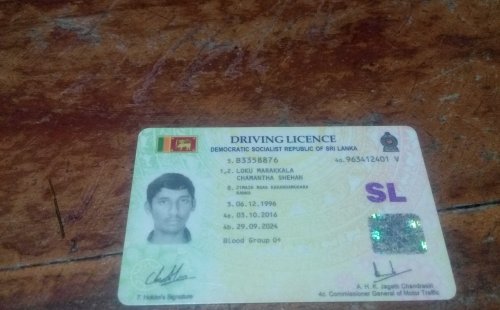 DRIVING LICENCE
DEMOCRATIC SOCIALIST REPUBLIC OF SRI LANKA
5. B3358876 4d. 963412401 V
1,2. LOKU MARAKKALA
CHAMANTHA SHEHAN
8.
SL
3. 06.12.1996
4a. 03.10.2016
4b. 29.09.2024
Blood Group O+
7. Holder's Signature
A. H. K. Jagath Chandrasiri
4c. Commissioner General of Motor Traffic